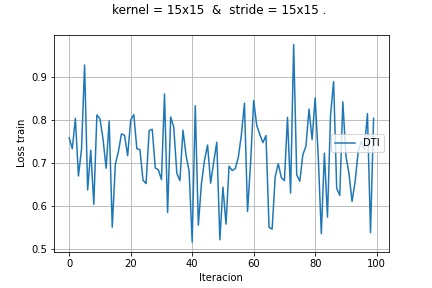 kernel = 15x15 & stride = 15x15 .
Loss train
0.9
0.8
0.7
0.6
0.5
DTI
0 20 40 60 80 100
Iteracion